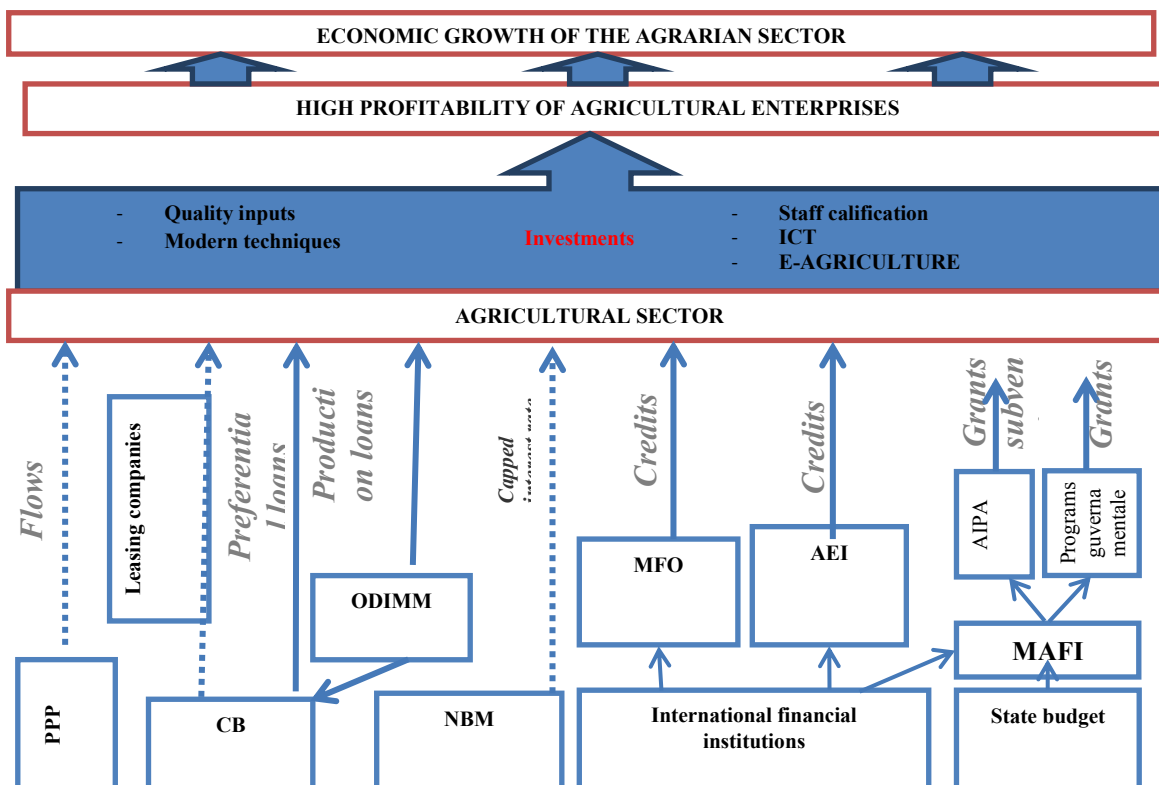 ECONOMIC GROWTH OF THE AGRARIAN SECTOR
HIGH PROFITABILITY OF AGRICULTURAL ENTERPRISES
- Quality inputs
- Modern techniques
Investments
- Staff calification
- ICT
- E-AGRICULTURE
AGRICULTURAL SECTOR
Flows
Leasing companies
Preferentia
l loans
Producti
on loans
Capped
Credits
Credits
Grants
subven
Grants
AIPA
Programs
guverna
mentale
ODIMM
MFO
AEI
MAFI
PPP
CB
NBM
International financial
institutions
State budget